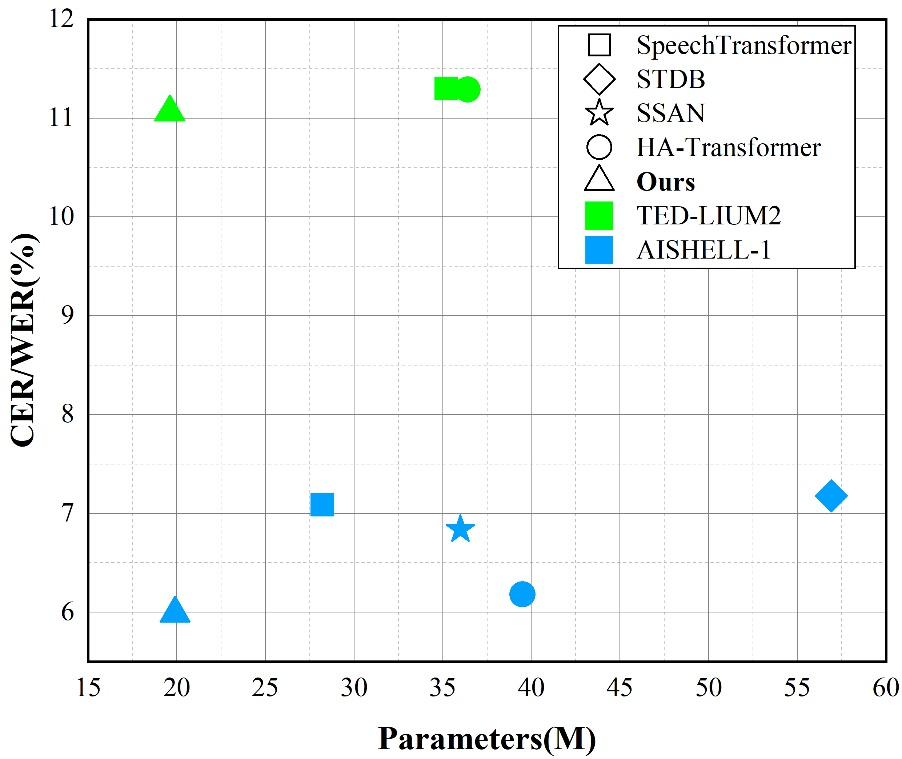 12
11
10
9
8
7
6
CER/WER(%)
SpeechTransformer
STDB
SSAN
HA-Transformer
Ours
TED-LIUM2
AISHELL-1
15 20 25 30 35 40 45 50 55 60
Parameters(M)